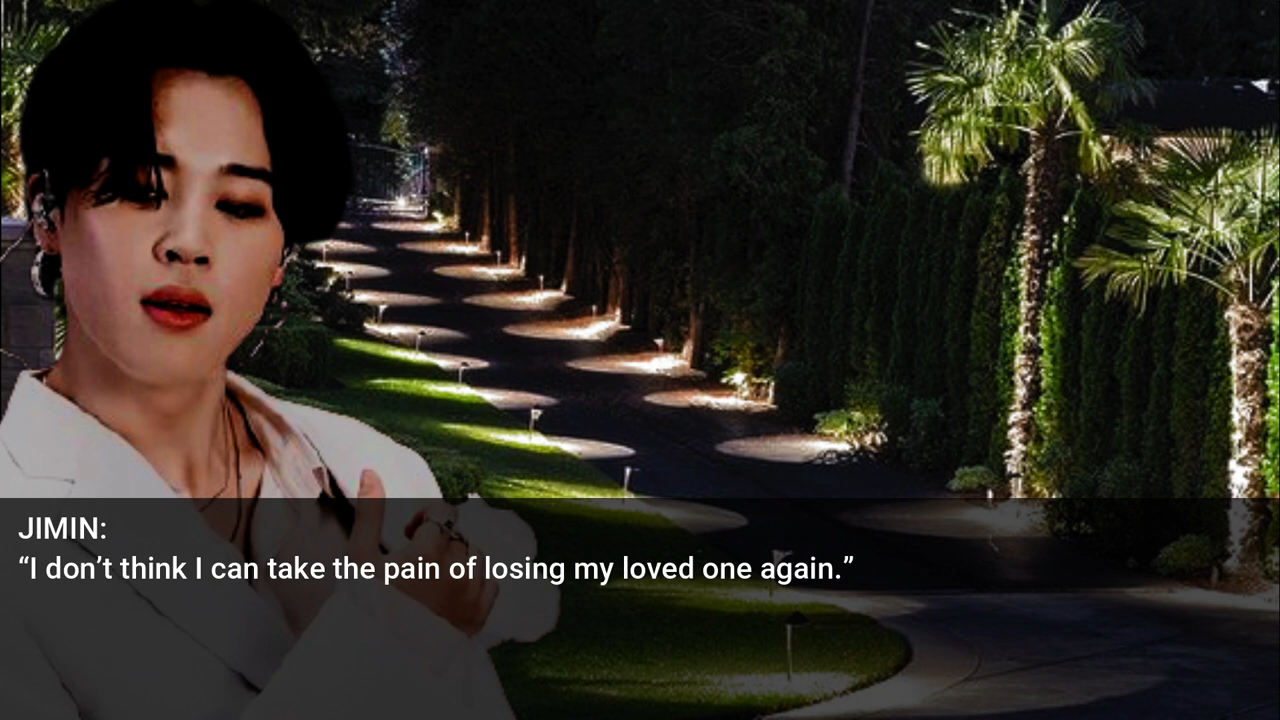 JIMIN:
“I don’t think I can take the pain of losing my loved one again.”